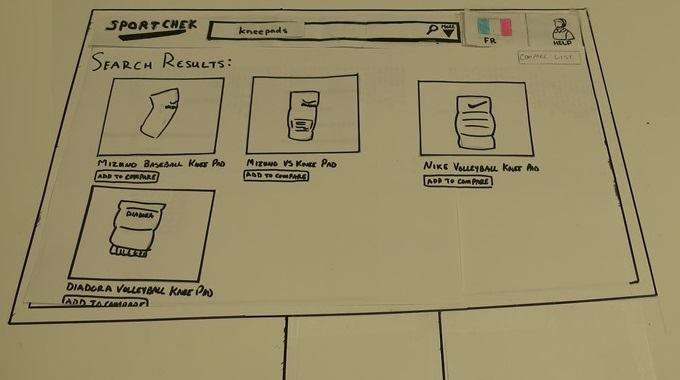 SPORTCHEK
kneepads
FR
HELP
COMPARE LIST
SEARCH RESULTS:
MIZUNO BASEBALL KNEE PAD
ADD TO COMPARE
MIZUNO VS KNEE PAD
ADD TO COMPARE
NIKE VOLLEYBALL KNEE PAD
ADD TO COMPARE
DIADORA
DIADORA VOLLEYBALL KNEE PAD
ADD TO COMPARE